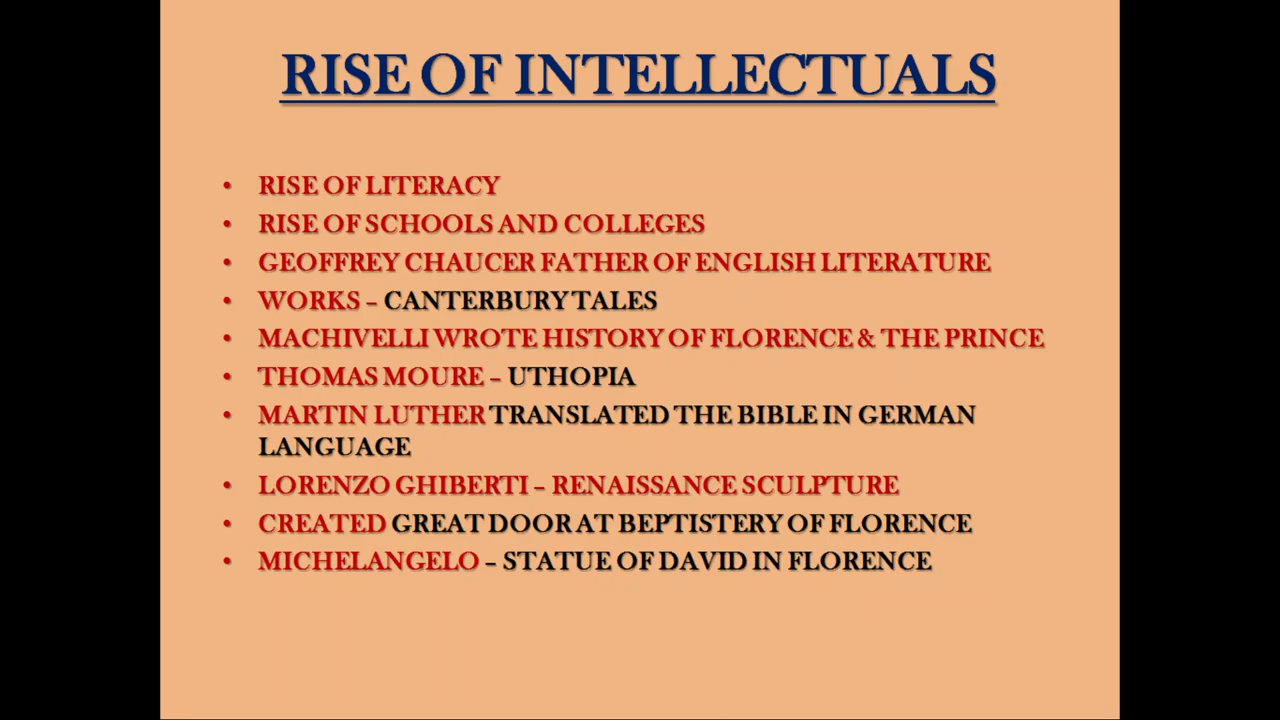 RISE OF INTELLECTUALS
• RISE OF LITERACY
• RISE OF SCHOOLS AND COLLEGES
• GEOFFREY CHAUCER FATHER OF ENGLISH LITERATURE
• WORKS – CANTERBURY TALES
• MACHIVELLI WROTE HISTORY OF FLORENCE & THE PRINCE
• THOMAS MOURE – UTHOPIA
• MARTIN LUTHER TRANSLATED THE BIBLE IN GERMAN
LANGUAGE
• LORENZO GHIBERTI – RENAISSANCE SCULPTURE
• CREATED GREAT DOOR AT BEPTISTERY OF FLORENCE
• MICHELANGELO – STATUE OF DAVID IN FLORENCE